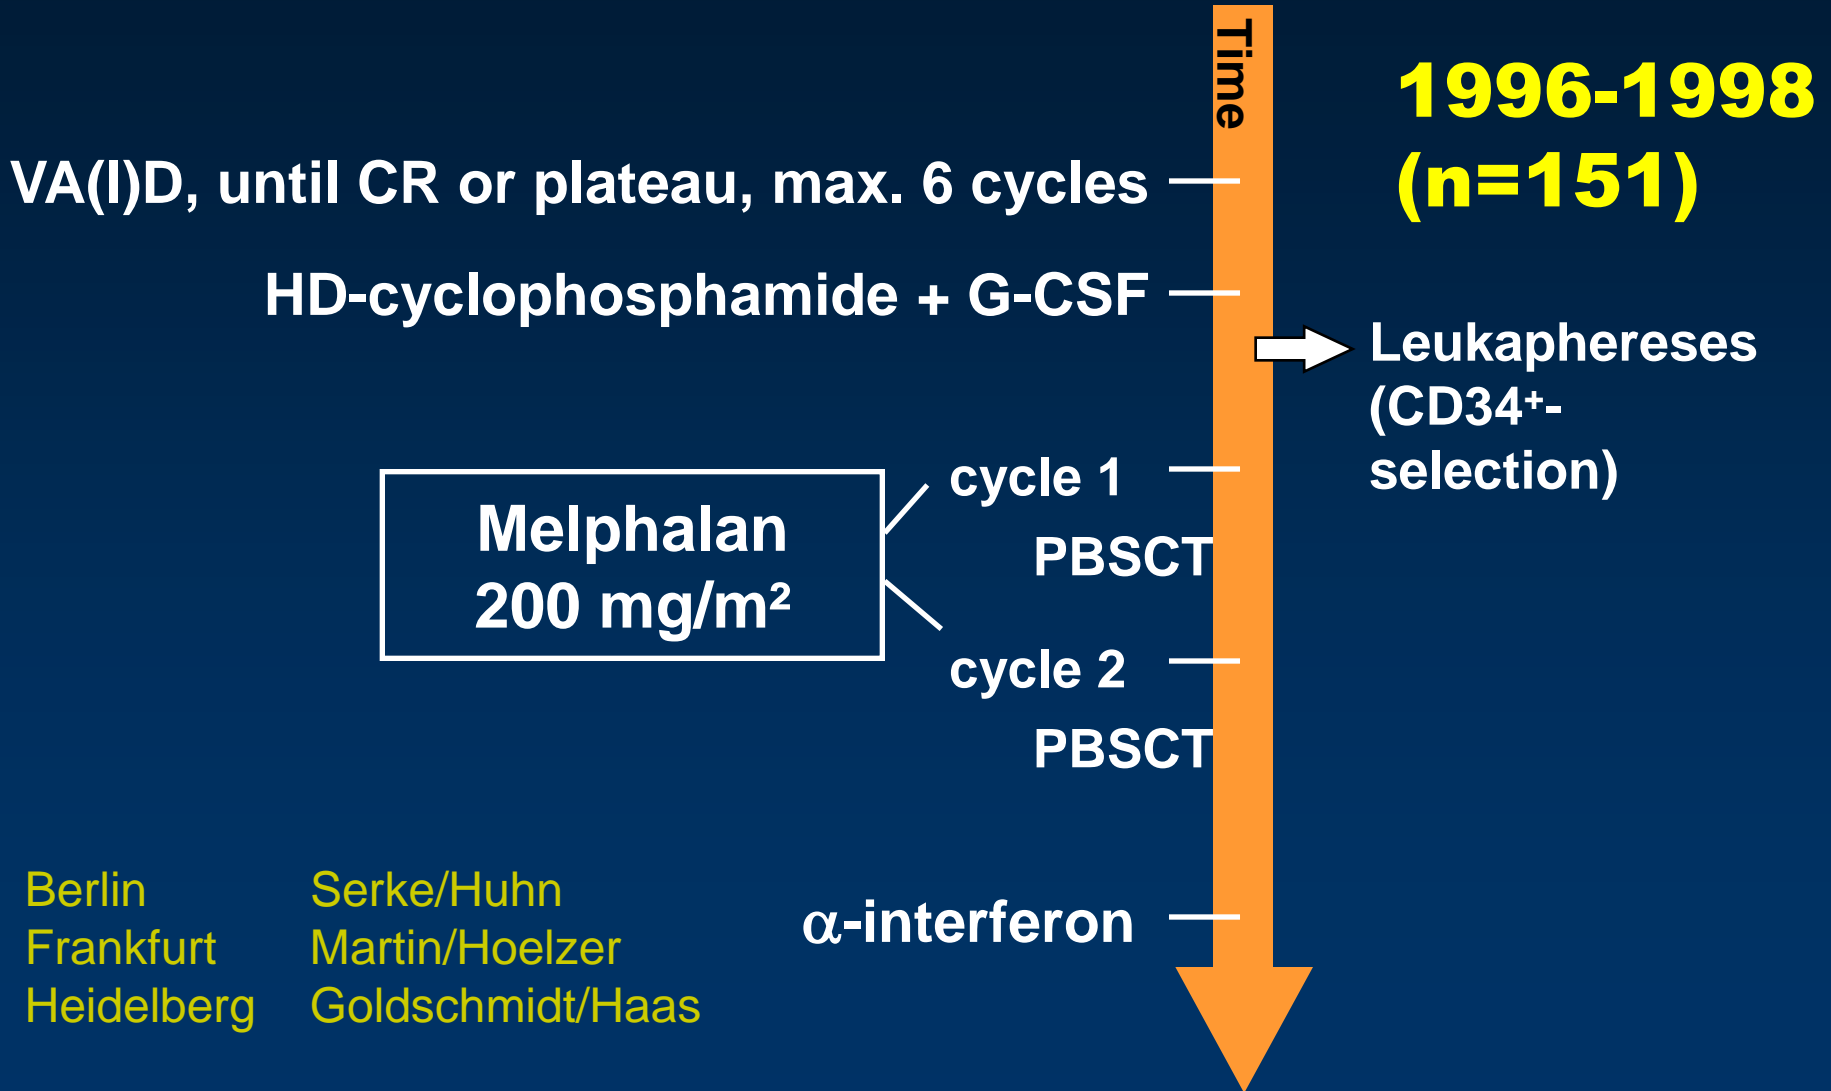 Time
1996-1998
(n=151)
VA(I)D, until CR or plateau, max. 6 cycles
HD-cyclophosphamide + G-CSF
Leukaphereses
(CD34⁺-
selection)
cycle 1
Melphalan
200 mg/m²
PBSCT
cycle 2
PBSCT
α-interferon
Berlin Serke/Huhn
Frankfurt Martin/Hoelzer
Heidelberg Goldschmidt/Haas